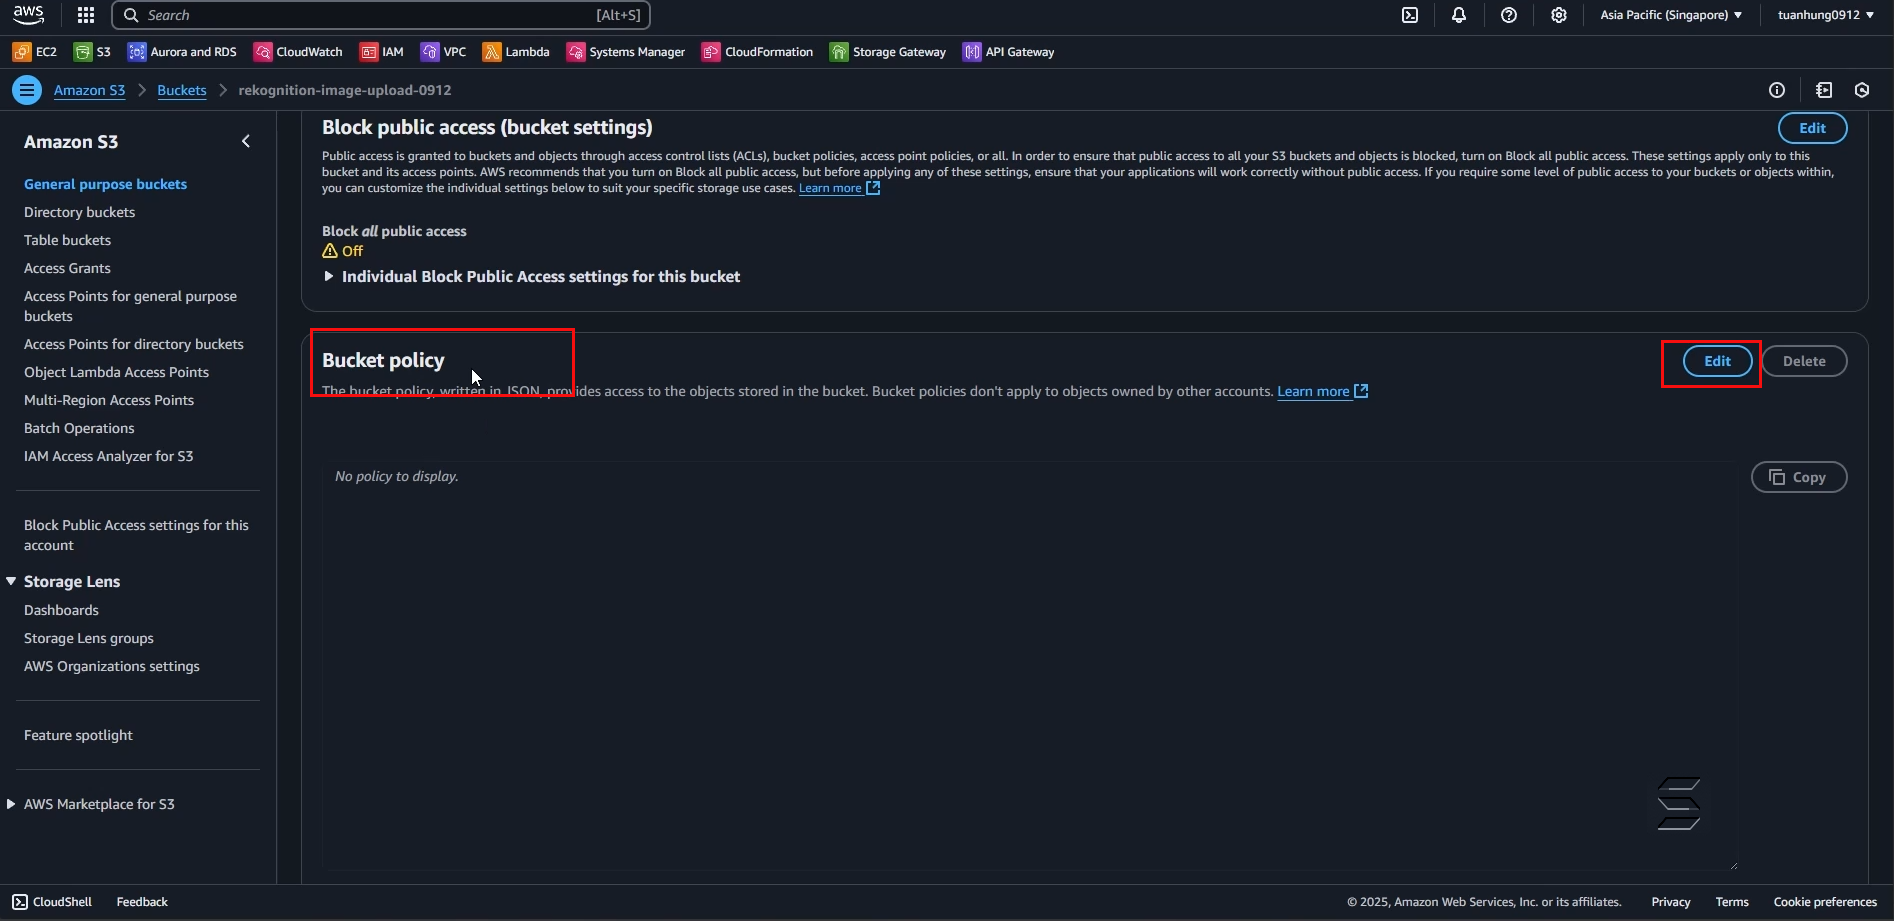 aws
Search
[Alt+S]
Asia Pacific (Singapore)
tuanhung0912
EC2
S3
Aurora and RDS
CloudWatch
IAM
VPC
Lambda
Systems Manager
CloudFormation
Storage Gateway
API Gateway
Amazon S3
Buckets
rekognition-image-upload-0912
Amazon S3
General purpose buckets
Directory buckets
Table buckets
Access Grants
Access Points for general purpose
buckets
Access Points for directory buckets
Object Lambda Access Points
Multi-Region Access Points
Batch Operations
IAM Access Analyzer for S3
Block Public Access settings for this
account
Storage Lens
Dashboards
Storage Lens groups
AWS Organizations settings
Feature spotlight
AWS Marketplace for S3
Block public access (bucket settings)
Edit
Public access is granted to buckets and objects through access control lists (ACLs), bucket policies, access point policies, or all. In order to ensure that public access to all your S3 buckets and objects is blocked, turn on Block all public access. These settings apply only to this
bucket and its access points. AWS recommends that you turn on Block all public access, but before applying any of these settings, ensure that your applications will work correctly without public access. If you require some level of public access to your buckets or objects within,
you can customize the individual settings below to suit your specific storage use cases. Learn more
Block all public access
Off
Individual Block Public Access settings for this bucket
Bucket policy
Edit
Delete
The bucket policy, written in JSON, provides access to the objects stored in the bucket. Bucket policies don't apply to objects owned by other accounts. Learn more
No policy to display.
Copy
CloudShell
Feedback
© 2025, Amazon Web Services, Inc. or its affiliates.
Privacy
Terms
Cookie preferences